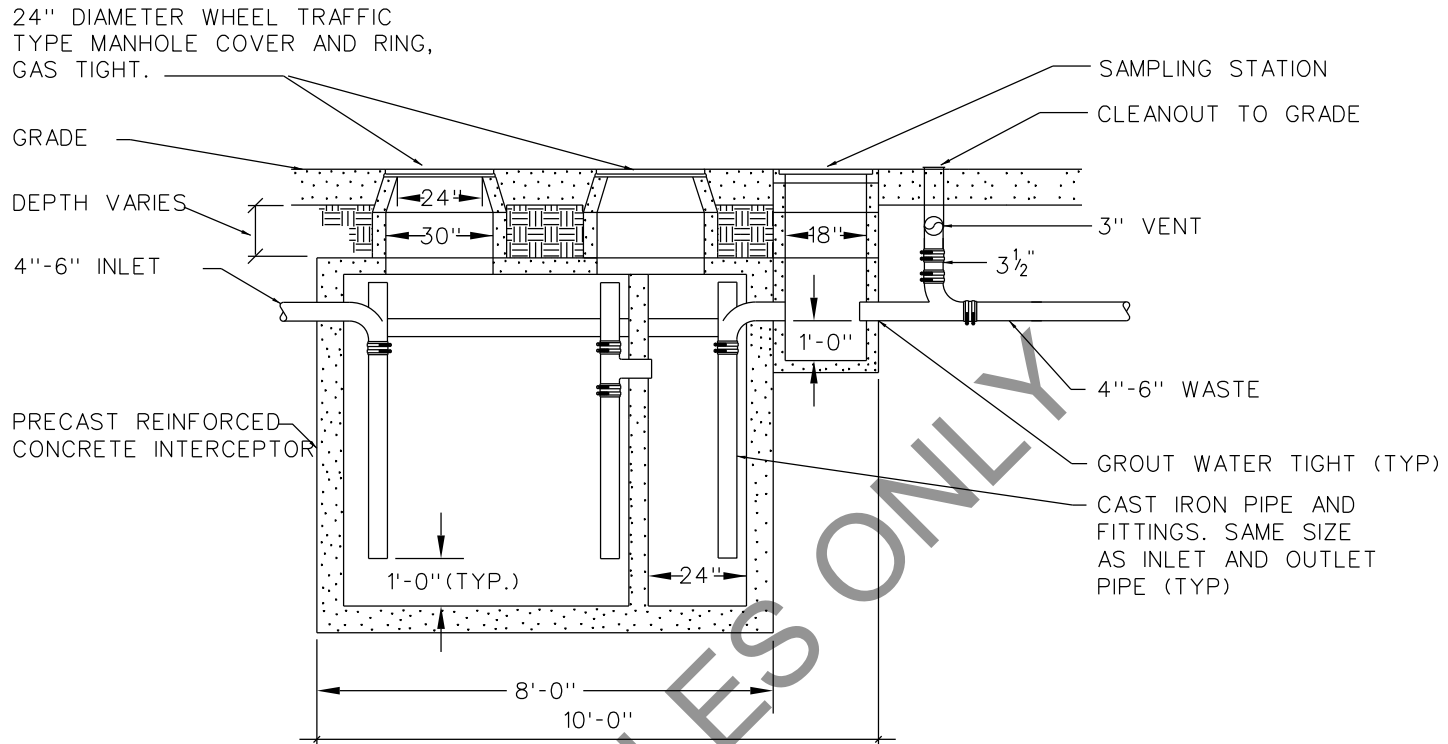 24" DIAMETER WHEEL TRAFFIC
TYPE MANHOLE COVER AND RING,
GAS TIGHT.
SAMPLING STATION
CLEANOUT TO GRADE
GRADE
DEPTH VARIES
24"
30"
18"
3" VENT
3½"
4"-6" INLET
1'-0"
4"-6" WASTE
PRECAST REINFORCED
CONCRETE INTERCEPTOR
GROUT WATER TIGHT (TYP)
CAST IRON PIPE AND
FITTINGS. SAME SIZE
AS INLET AND OUTLET
PIPE (TYP)
1'-0"(TYP.)
24"
8'-0"
10'-0"
LES ONLY